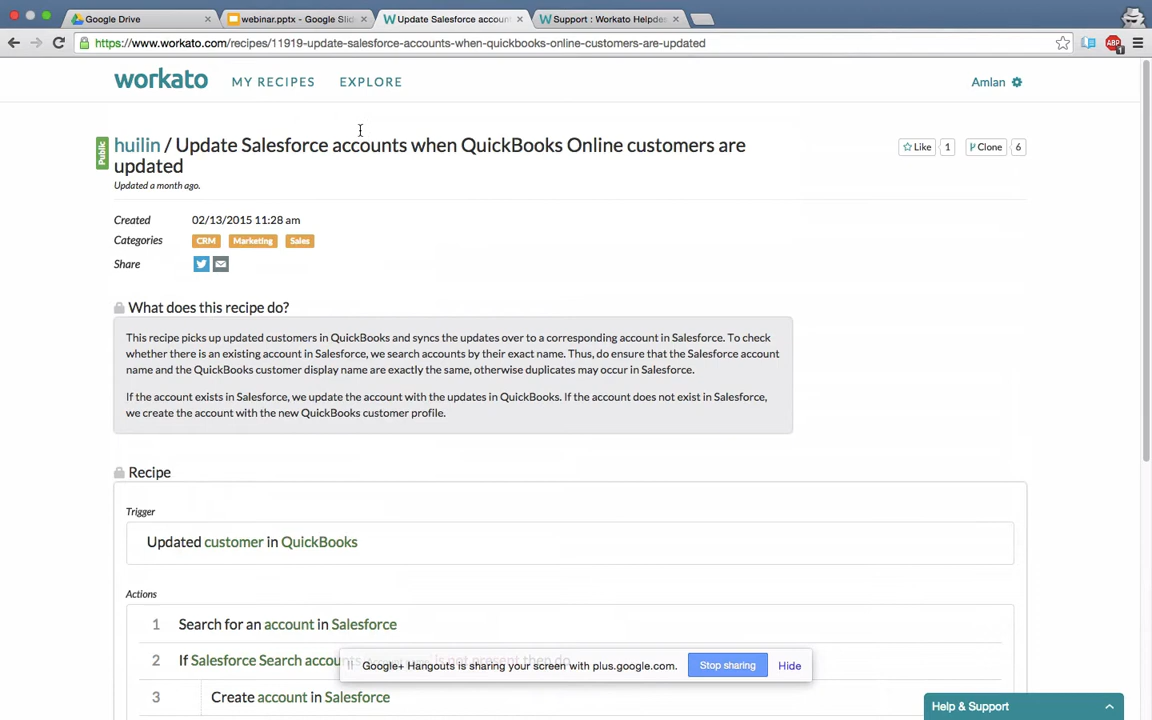 Google Drive
webinar.pptx - Google Slid
Update Salesforce accoun
Support : Workato Helpdes
https://www.workato.com/recipes/11919-update-salesforce-accounts-when-quickbooks-online-customers-are-updated
ABP
1
workato
MY RECIPES
EXPLORE
Amlan
Public
huilin / Update Salesforce accounts when QuickBooks Online customers are
updated
Like 1
Clone 6
Updated a month ago.
Created 02/13/2015 11:28 am
Categories CRM Marketing Sales
Share
What does this recipe do?
This recipe picks up updated customers in QuickBooks and syncs the updates over to a corresponding account in Salesforce. To check
whether there is an existing account in Salesforce, we search accounts by their exact name. Thus, do ensure that the Salesforce account
name and the QuickBooks customer display name are exactly the same, otherwise duplicates may occur in Salesforce.
If the account exists in Salesforce, we update the account with the updates in QuickBooks. If the account does not exist in Salesforce,
we create the account with the new QuickBooks customer profile.
Recipe
Trigger
Updated customer in QuickBooks
Actions
1 Search for an account in Salesforce
2 If Salesforce Search accounts is not present then do
Google+ Hangouts is sharing your screen with plus.google.com.
Stop sharing
Hide
3 Create account in Salesforce
Help & Support